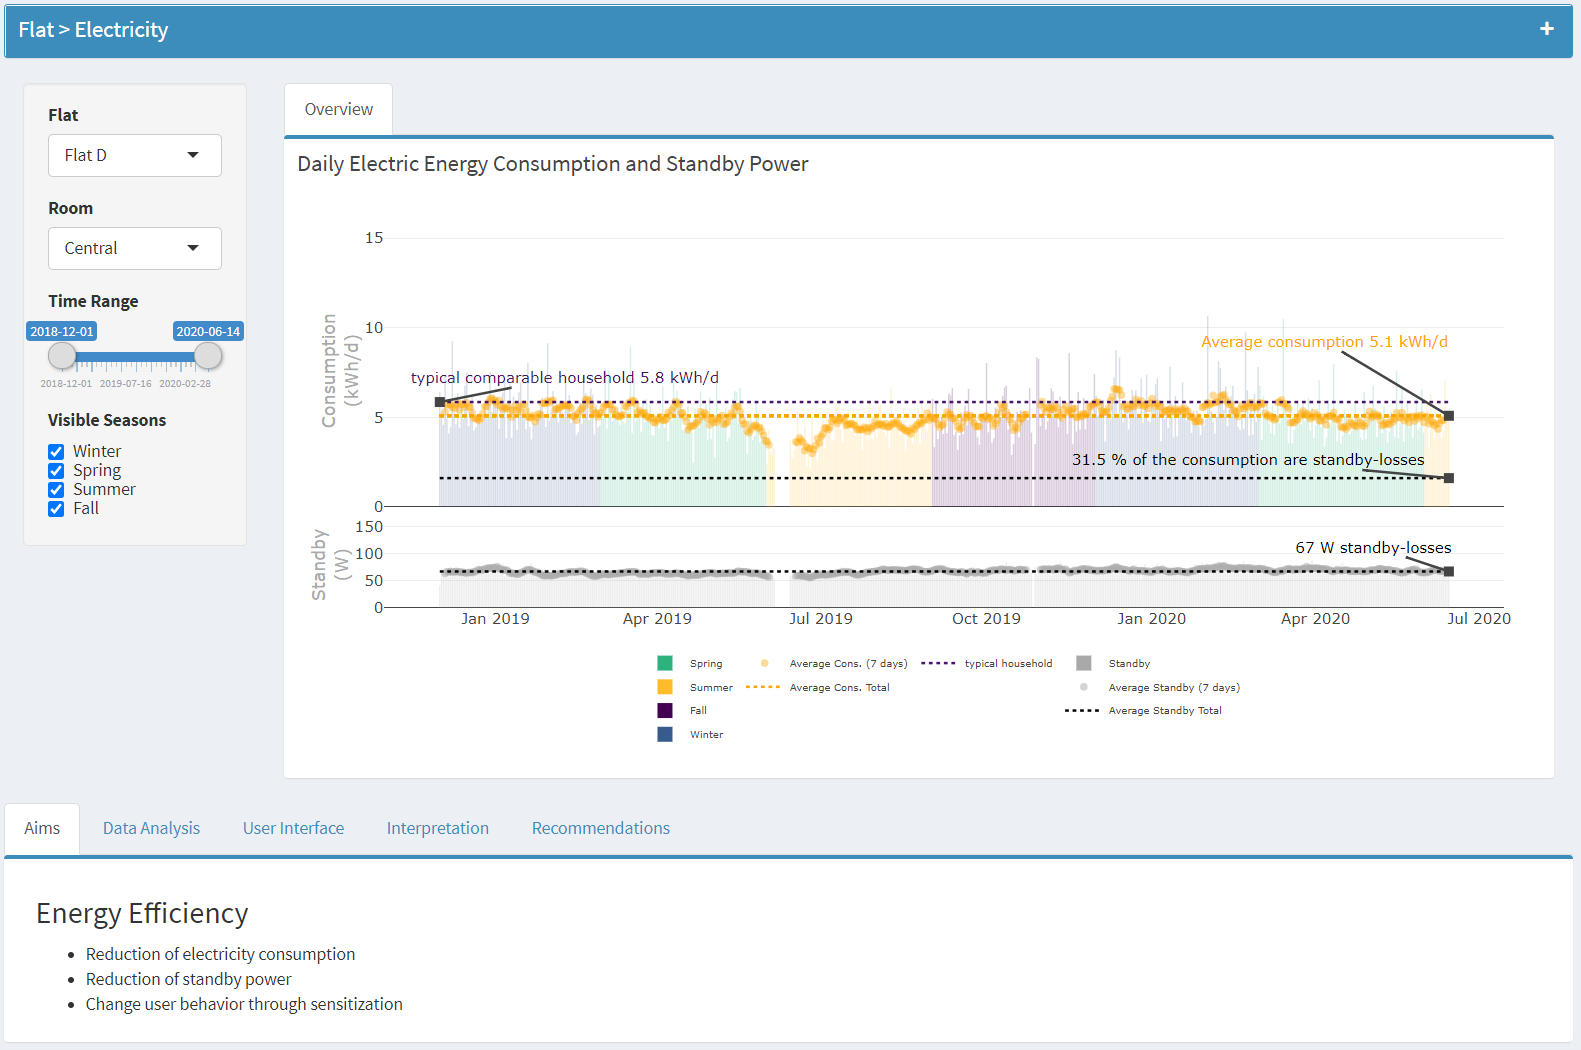 Flat > Electricity
+
Flat
Flat D
Room
Central
Time Range
2018-12-01 2020-06-14
2018-12-01 2019-07-16 2020-02-28
Visible Seasons
Winter
Spring
Summer
Fall
Overview
Daily Electric Energy Consumption and Standby Power
15
10
5
0
Consumption
(kWh/d)
Average consumption 5.1 kWh/d
typical comparable household 5.8 kWh/d
31.5 % of the consumption are standby-losses
150
100
50
0
Standby
(W)
67 W standby-losses
Jan 2019 Apr 2019 Jul 2019 Oct 2019 Jan 2020 Apr 2020 Jul 2020
Spring Average Cons. (7 days) typical household Standby
Summer Average Cons. Total Average Standby (7 days)
Fall Average Standby Total
Winter
Aims Data Analysis User Interface Interpretation Recommendations
Energy Efficiency
• Reduction of electricity consumption
• Reduction of standby power
• Change user behavior through sensitization